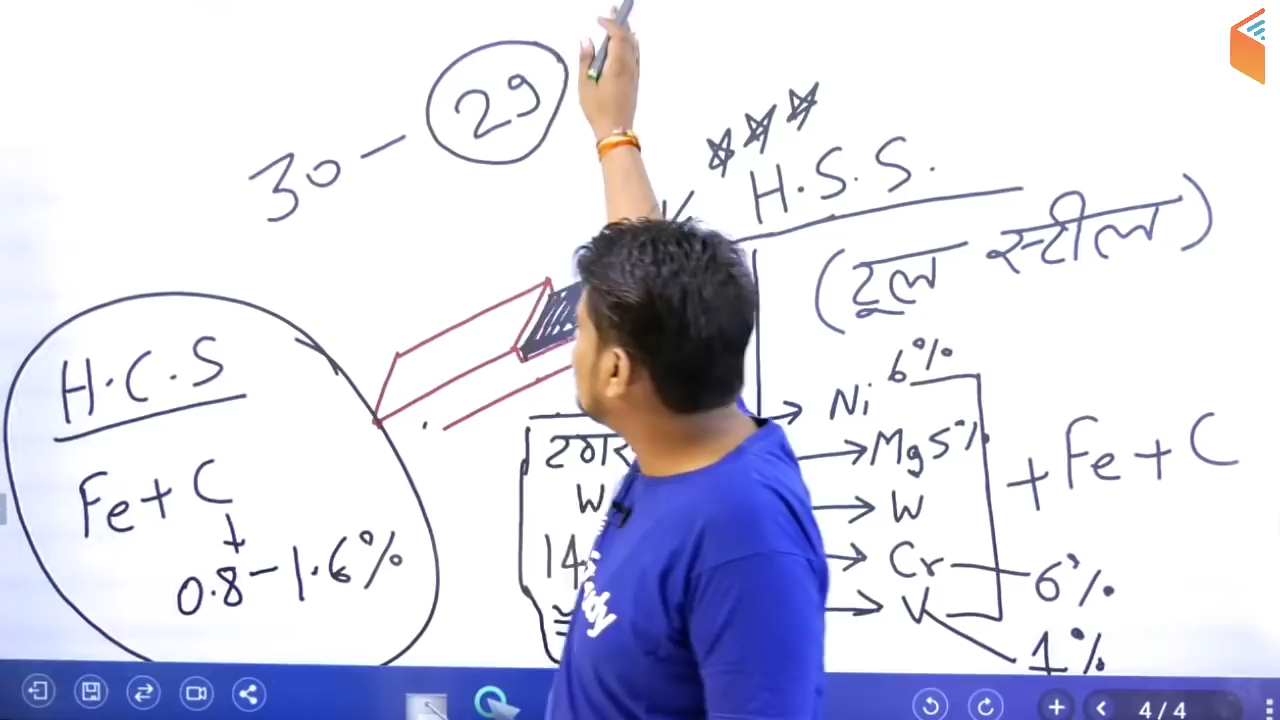 30 - 29
H.S.S.
(टूल स्टील)
H.C.S
Fe + C
0.8 - 1.6%
W
14
Ni 6%
Mg 5%
W
Cr - 6%
V 1%
+ Fe + C
4 / 4